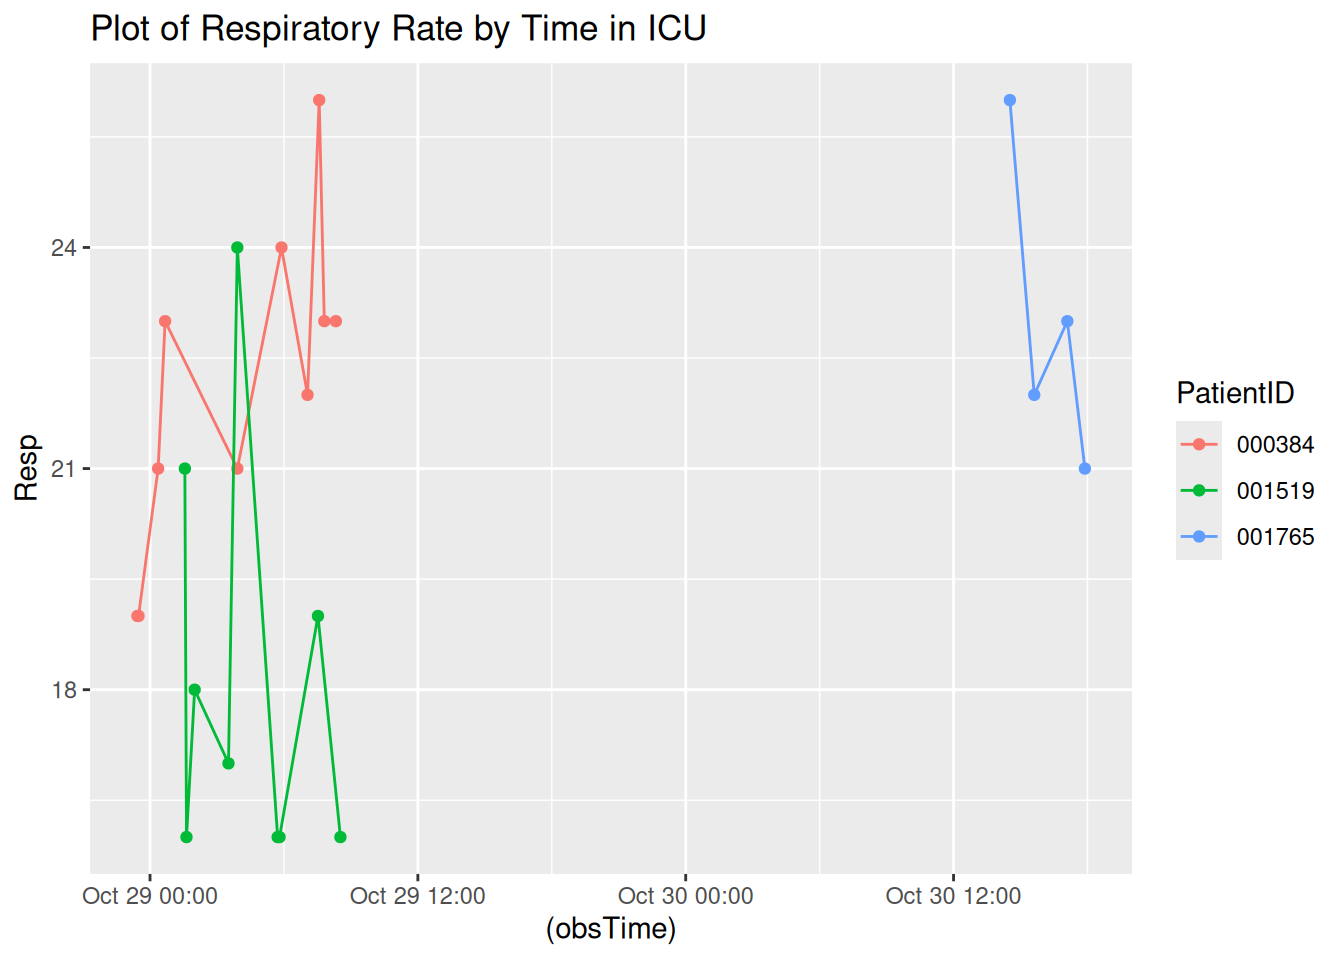 Plot of Respiratory Rate by Time in ICU
Resp
24
21
18
Oct 29 00:00
Oct 29 12:00
Oct 30 00:00
Oct 30 12:00
(obsTime)
PatientID
000384
001519
001765